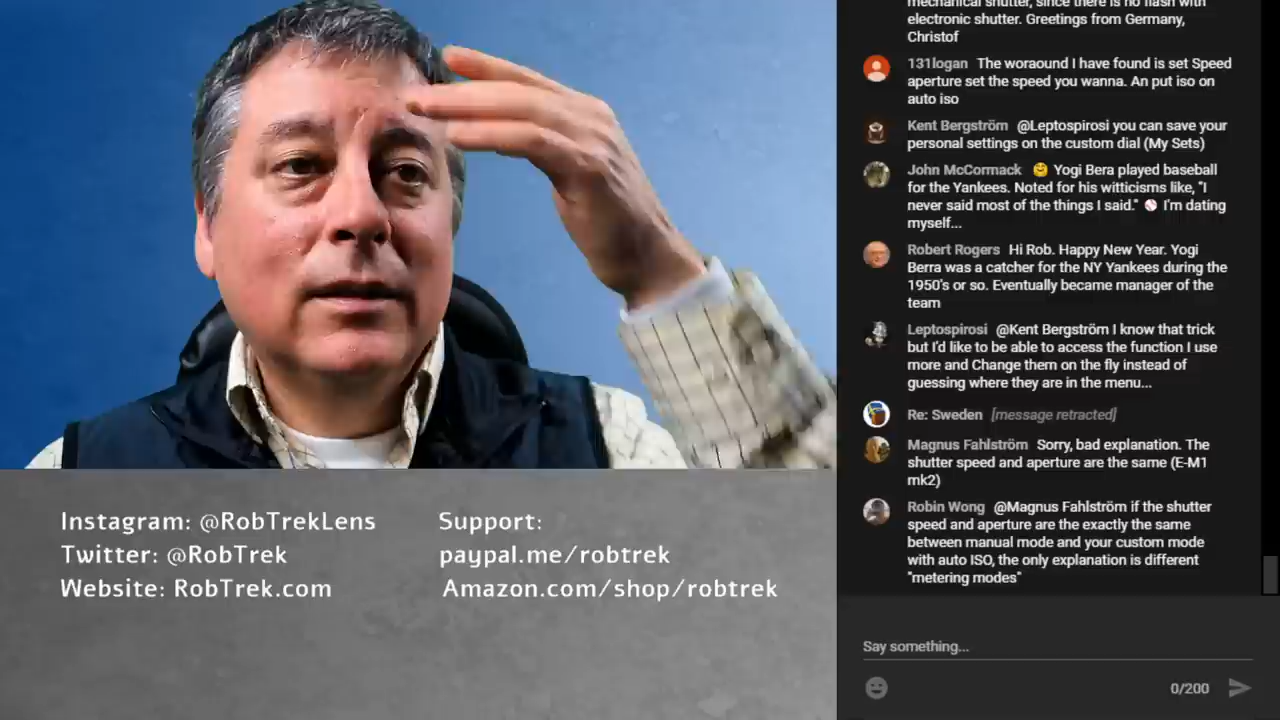 Instagram: @RobTrekLens
Twitter: @RobTrek
Website: RobTrek.com
Support:
paypal.me/robtrek
Amazon.com/shop/robtrek
mechanical shutter, since there is no flash with
electronic shutter. Greetings from Germany,
Christof
131logan The woraound I have found is set Speed
aperture set the speed you wanna. An put iso on
auto iso
Kent Bergström @Leptospirosi you can save your
personal settings on the custom dial (My Sets)
John McCormack 🤗 Yogi Bera played baseball
for the Yankees. Noted for his witticisms like, "I
never said most of the things I said." ⚾ I'm dating
myself...
Robert Rogers Hi Rob. Happy New Year. Yogi
Berra was a catcher for the NY Yankees during the
1950's or so. Eventually became manager of the
team
Leptospirosi @Kent Bergström I know that trick
but I'd like to be able to access the function I use
more and Change them on the fly instead of
guessing where they are in the menu...
Re: Sweden [message retracted]
Magnus Fahlström Sorry, bad explanation. The
shutter speed and aperture are the same (E-M1
mk2)
Robin Wong @Magnus Fahlström if the shutter
speed and aperture are the exactly the same
between manual mode and your custom mode
with auto ISO, the only explanation is different
"metering modes"
Say something...
0/200